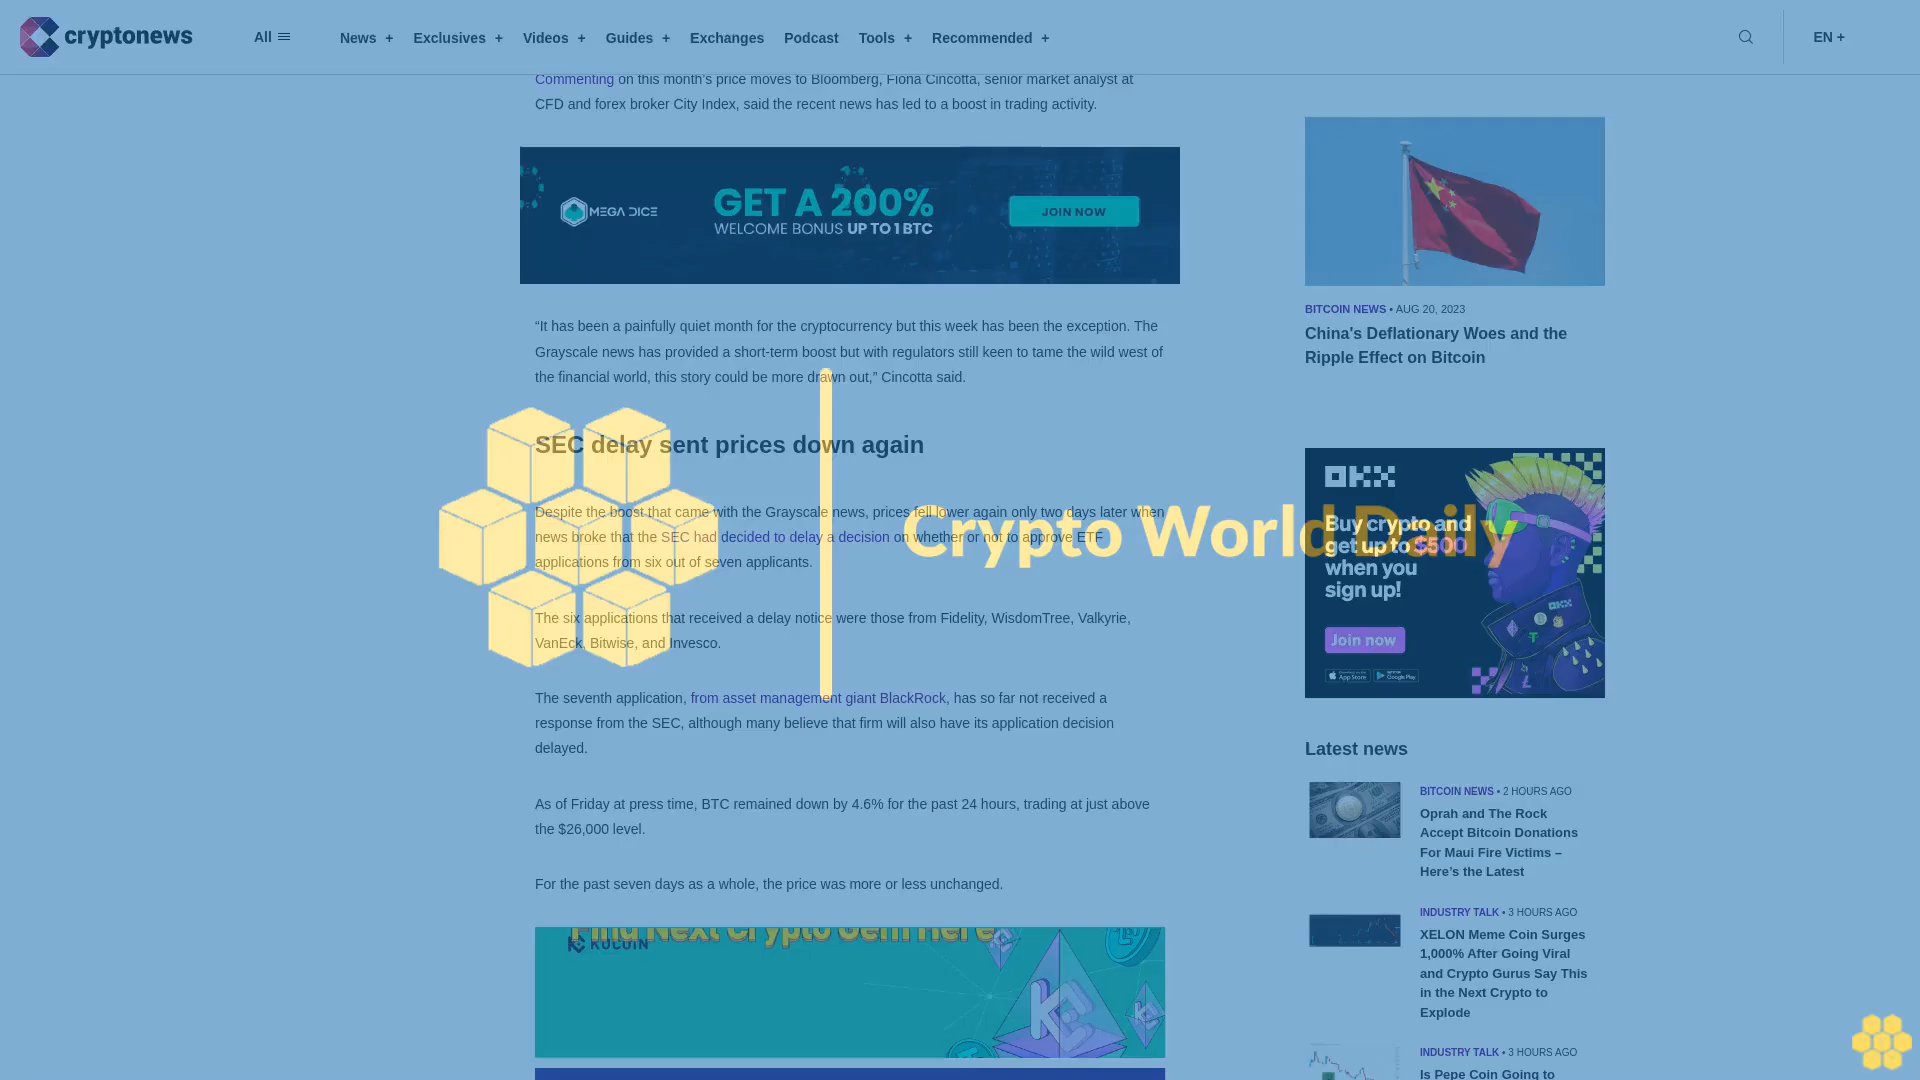 cryptonews
All
News + Exclusives + Videos + Guides + Exchanges Podcast Tools + Recommended +
EN +
Commenting on this month's price moves to Bloomberg, Fiona Cincotta, senior market analyst at
CFD and forex broker City Index, said the recent news has led to a boost in trading activity.
MEGA DICE
GET A 200%
WELCOME BONUS UP TO 1 BTC
JOIN NOW
“It has been a painfully quiet month for the cryptocurrency but this week has been the exception. The
Grayscale news has provided a short-term boost but with regulators still keen to tame the wild west of
the financial world, this story could be more drawn out,” Cincotta said.
SEC delay sent prices down again
Despite the boost that came with the Grayscale news, prices fell lower again only two days later when
news broke that the SEC had decided to delay a decision on whether or not to approve ETF
applications from six out of seven applicants.
The six applications that received a delay notice were those from Fidelity, WisdomTree, Valkyrie,
VanEck, Bitwise, and Invesco.
The seventh application, from asset management giant BlackRock, has so far not received a
response from the SEC, although many believe that firm will also have its application decision
delayed.
As of Friday at press time, BTC remained down by 4.6% for the past 24 hours, trading at just above
the $26,000 level.
For the past seven days as a whole, the price was more or less unchanged.
Find Next Crypto Gem Here
KUCOIN
Crypto World Daily
BITCOIN NEWS • AUG 20, 2023
China's Deflationary Woes and the
Ripple Effect on Bitcoin
OKX
Buy crypto and
get up to $500
when you
sign up!
Join now
App Store
Google Play
Latest news
BITCOIN NEWS • 2 HOURS AGO
Oprah and The Rock
Accept Bitcoin Donations
For Maui Fire Victims –
Here's the Latest
INDUSTRY TALK • 3 HOURS AGO
XELON Meme Coin Surges
1,000% After Going Viral
and Crypto Gurus Say This
in the Next Crypto to
Explode
INDUSTRY TALK • 3 HOURS AGO
Is Pepe Coin Going to